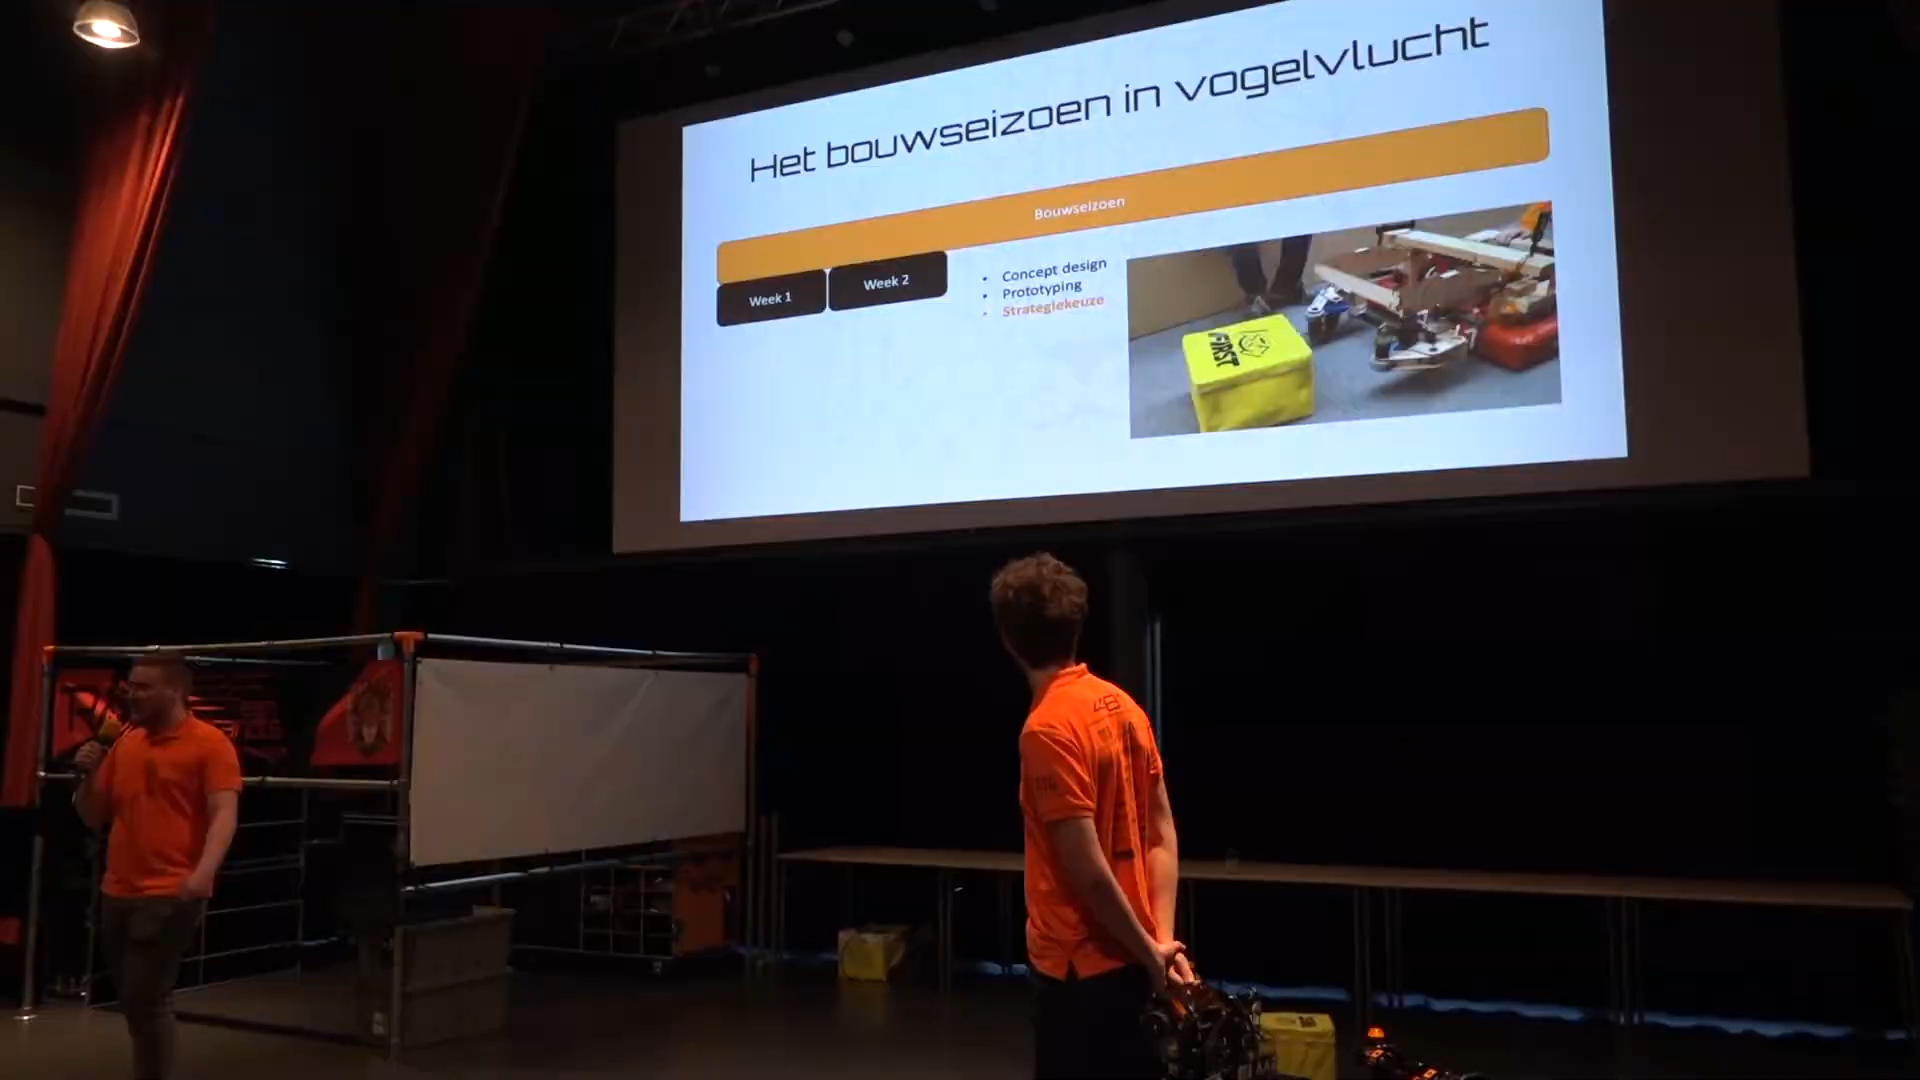 Het bouwseizoen in vogelvlucht
Bouwseizoen
Week 1
Week 2
• Concept design
• Prototyping
• Strategiekeuze
FIRST